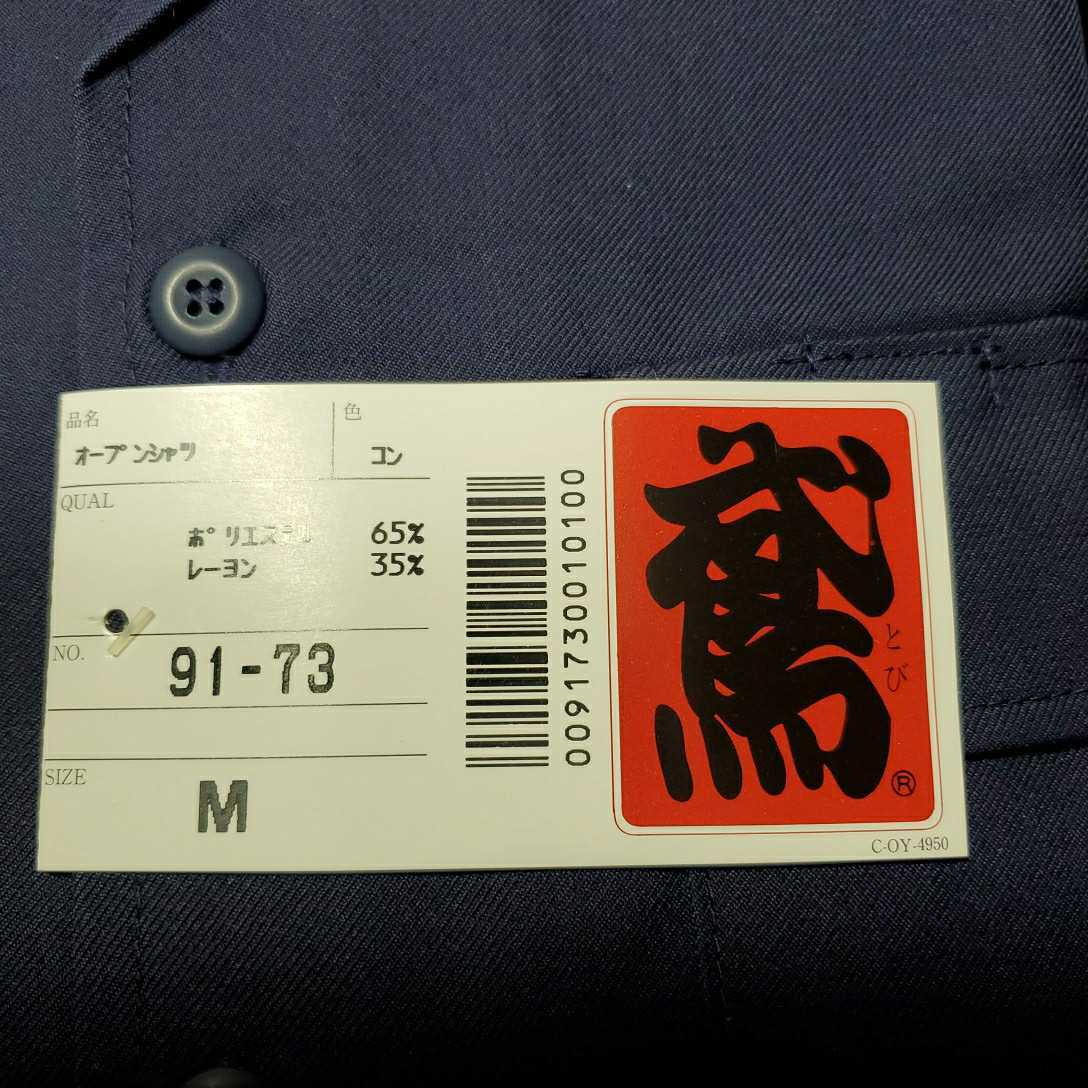 品名
オープンシャツ
色
コン
QUAL
ポリエステル 65%
レーヨン 35%
NO.
91-73
SIZE
M
0091730010100
鳶
とび
®
C-OY-4950